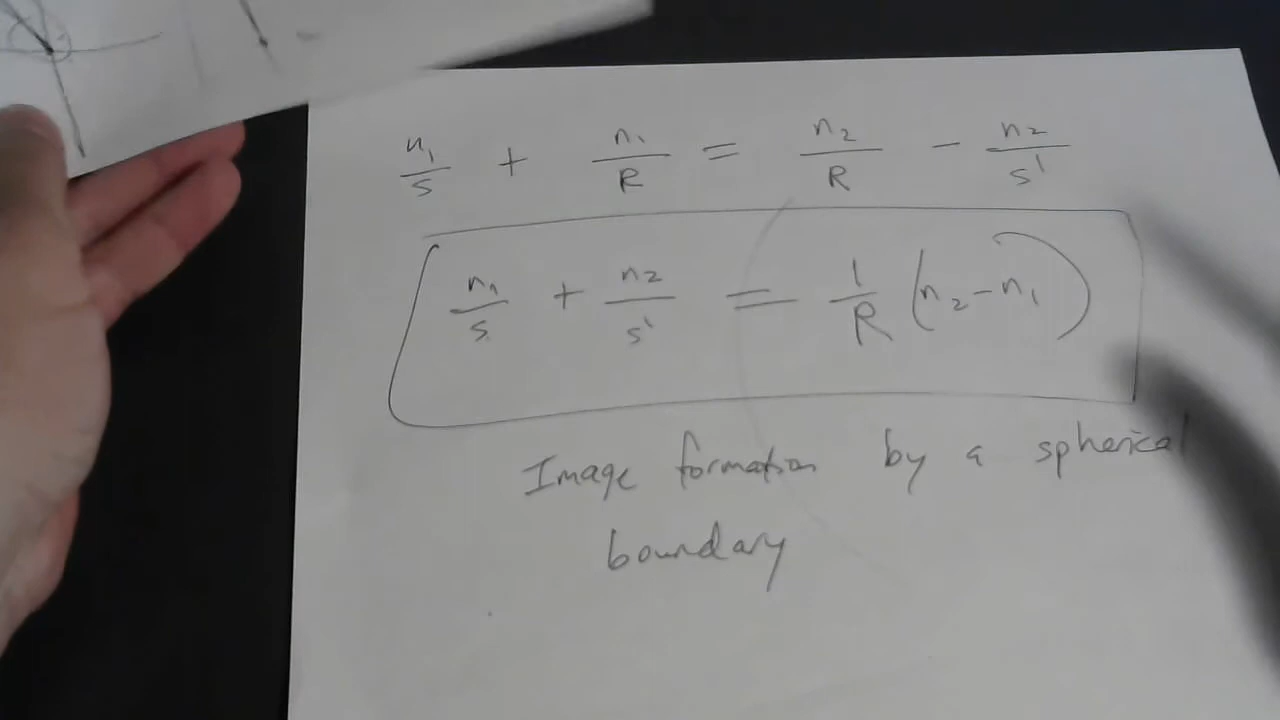 n₁/s + n₁/R = n₂/R - n₂/s'
n₁/s + n₂/s' = 1/R (n₂-n₁)
Image formation by a spherical
boundary